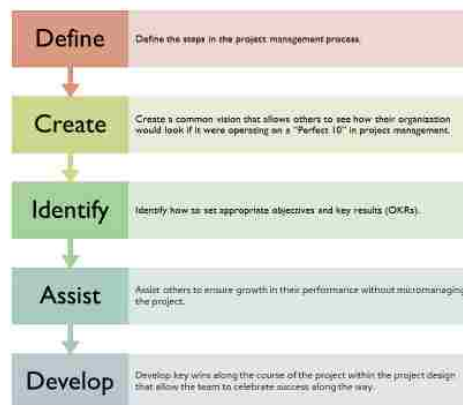 Define
Define the steps in the project management process.
Create
Create a common vision that allows others to see how their organization
would look if it were operating on a "Perfect 10" in project management.
Identify
Identify how to set appropriate objectives and key results (OKRs).
Assist
Assist others to ensure growth in their performance without micromanaging
the project.
Develop
Develop key wins along the course of the project within the project design
that allow the team to celebrate success along the way.